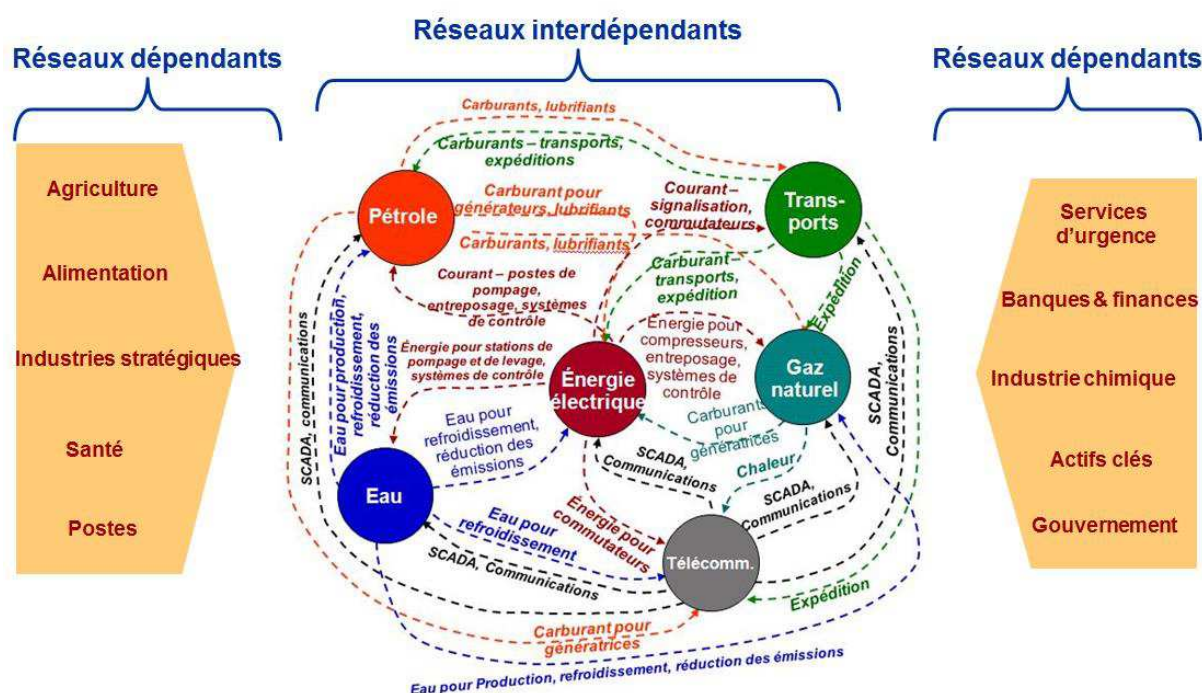 Réseaux interdépendants
Réseaux dépendants
Réseaux dépendants
Agriculture
Alimentation
Industries stratégiques
Santé
Postes
Carburants, lubrifiants
Carburants – transports,
expéditions
Pétrole
Carburant pour
générateurs, lubrifiants
Carburants, lubrifiants
Courant –
signalisation,
commutateurs
Trans-
ports
Courant – postes de
pompage,
entreposage, systèmes
de contrôle
Carburant –
transports,
expédition
Expédition
SCADA, communications
Eau pour production,
refroidissement,
réduction des
émissions
Énergie pour stations de
pompage et de levage,
systèmes de contrôle
Énergie
électrique
Énergie pour
compresseurs,
entreposage,
systèmes de
contrôle
Gaz
naturel
SCADA,
Communications
Eau pour
refroidissement,
réduction des
émissions
Carburants
pour
génératrices
Chaleur
SCADA,
Communications
SCADA,
Communications
Eau
Eau pour
refroidissement
SCADA, Communications
Énergie pour
commutateurs
Télécomm.
Expédition
Carburant pour
génératrices
Eau pour Production, refroidissement, réduction des émissions
Services
d’urgence
Banques & finances
Industrie chimique
Actifs clés
Gouvernement